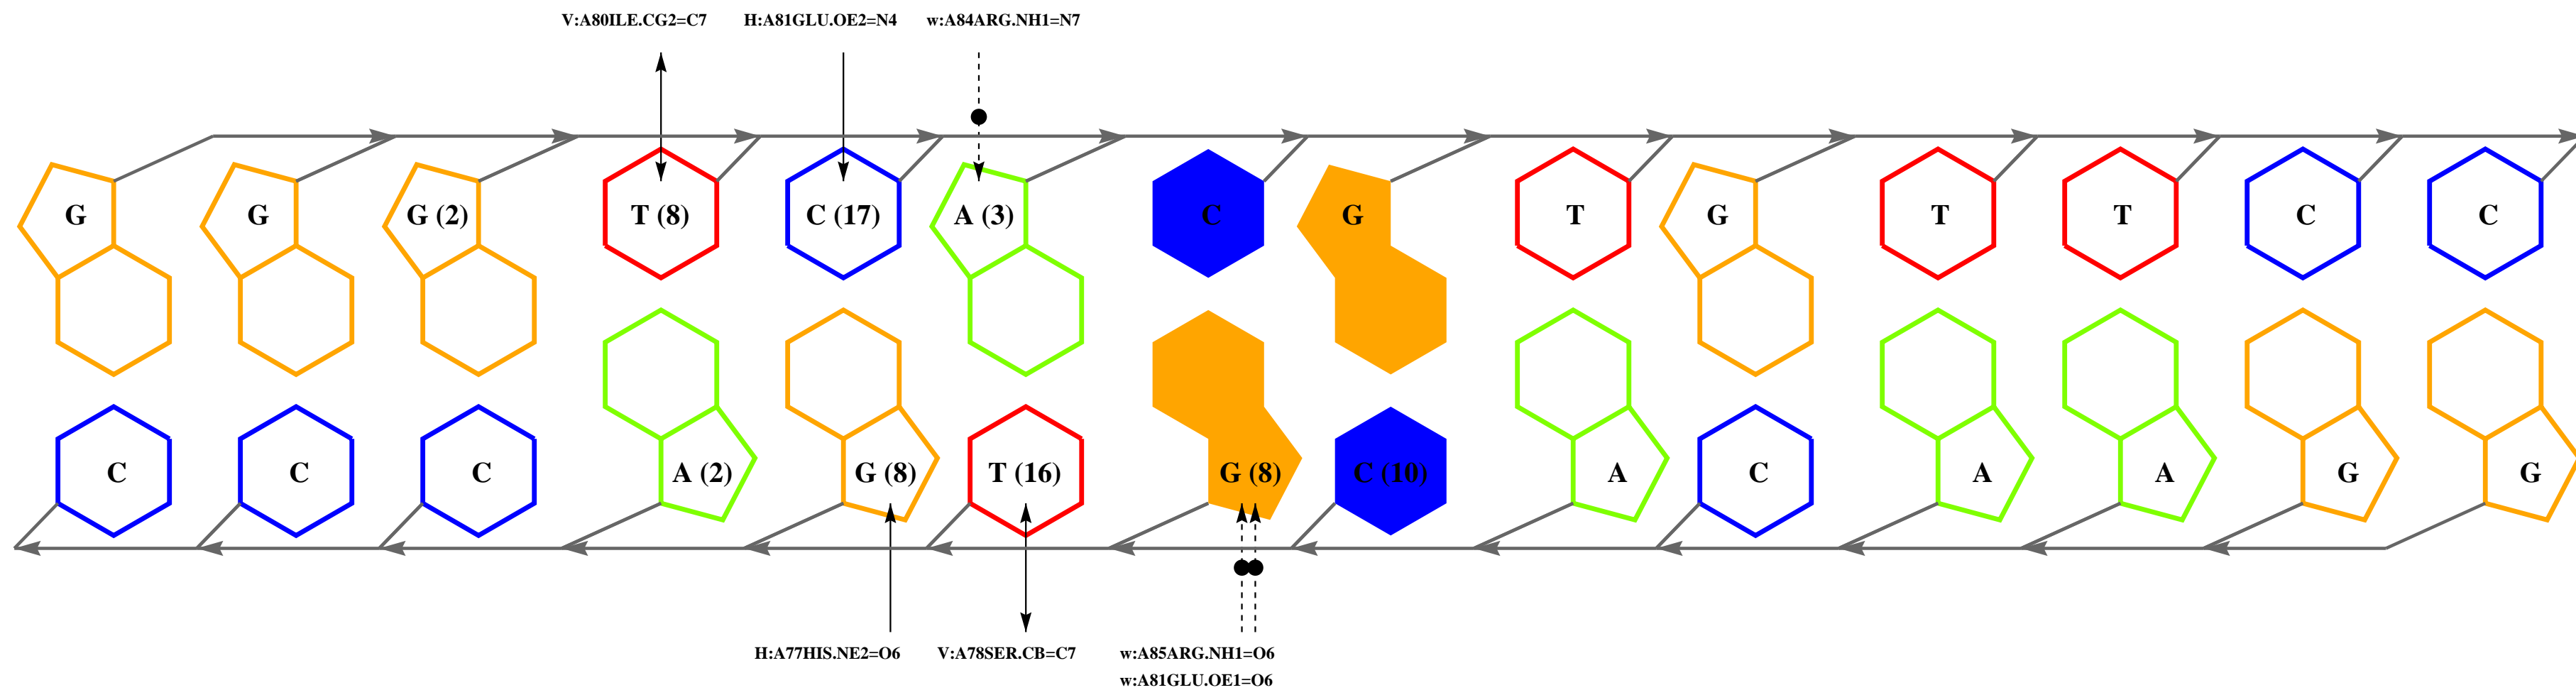 V:A80ILE.CG2=C7 H:A81GLU.OE2=N4 w:A84ARG.NH1=N7
G G G (2) T (8) C (17) A (3) C G T G T T C C
C C C A (2) G (8) T (16) G (8) C (10) A C A A G G
H:A77HIS.NE2=O6 V:A78SER.CB=C7 w:A85ARG.NH1=O6
w:A81GLU.OE1=O6